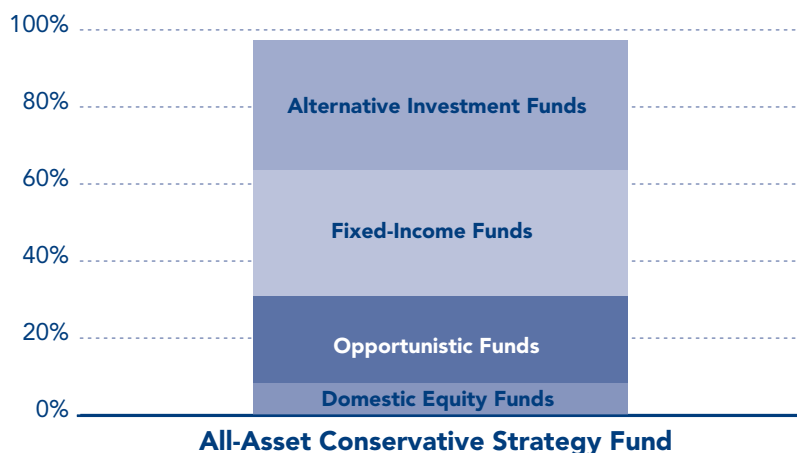 100%
Alternative Investment Funds
80%
60%
Fixed-Income Funds
40%
20%
Opportunistic Funds
Domestic Equity Funds
0%
All-Asset Conservative Strategy Fund